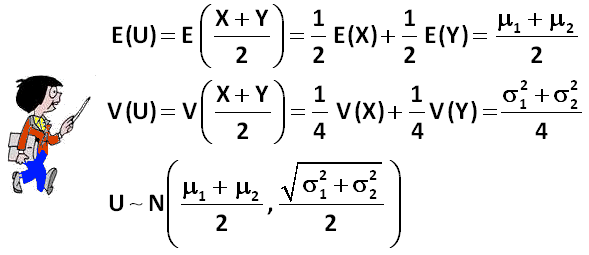 E(U) = E((X + Y)/2) = 1/2 E(X) + 1/2 E(Y) = (μ₁ + μ₂)/2
V(U) = V((X + Y)/2) = 1/4 V(X) + 1/4 V(Y) = (σ₁² + σ₂²)/4
U ~ N((μ₁ + μ₂)/2 , √(σ₁² + σ₂²)/2)